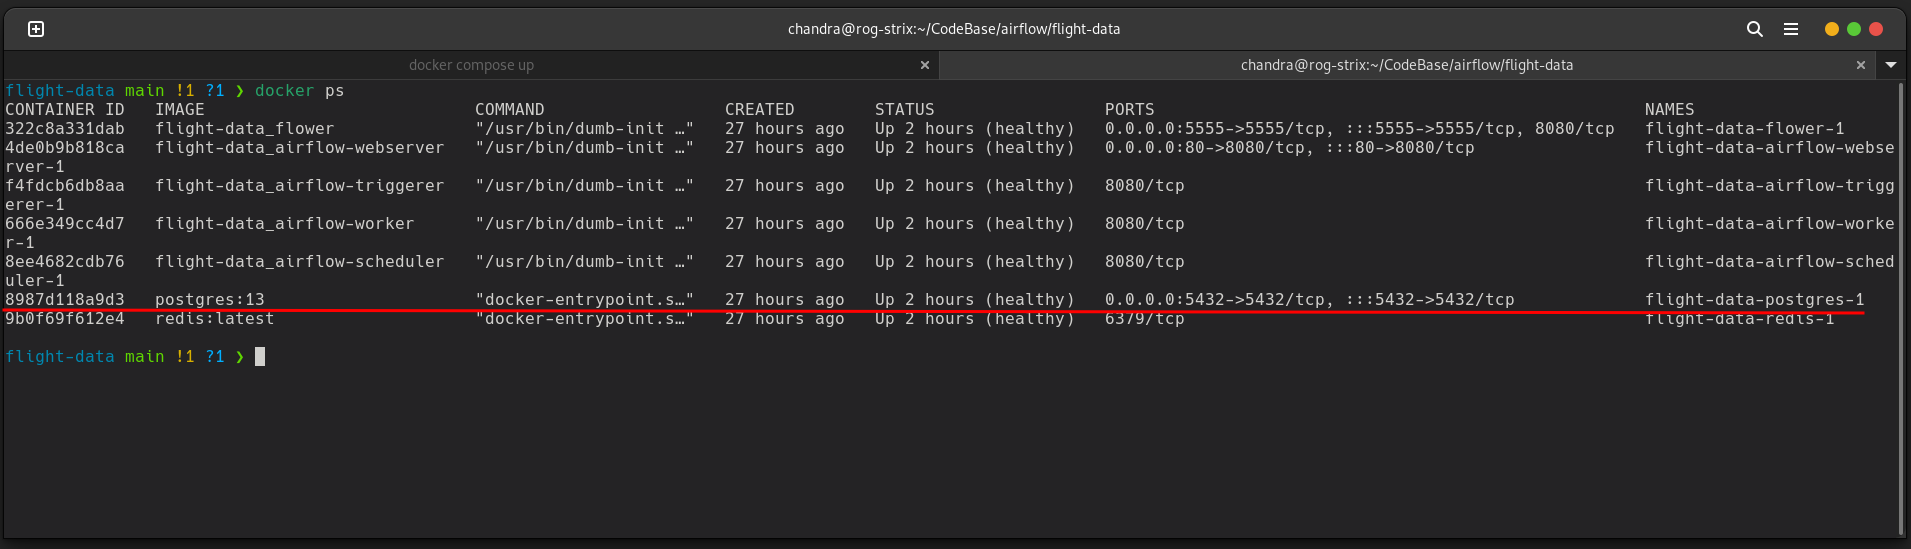 chandra@rog-strix:~/CodeBase/airflow/flight-data
docker compose up
chandra@rog-strix:~/CodeBase/airflow/flight-data
flight-data main !1 ?1 ❯ docker ps
CONTAINER ID   IMAGE                           COMMAND                  CREATED        STATUS                 PORTS                                                 NAMES
322c8a331dab   flight-data_flower              "/usr/bin/dumb-init …"   27 hours ago   Up 2 hours (healthy)   0.0.0.0:5555->5555/tcp, :::5555->5555/tcp, 8080/tcp   flight-data-flower-1
4de0b9b818ca   flight-data_airflow-webserver   "/usr/bin/dumb-init …"   27 hours ago   Up 2 hours (healthy)   0.0.0.0:80->8080/tcp, :::80->8080/tcp                 flight-data-airflow-webse
rver-1
f4fdcb6db8aa   flight-data_airflow-triggerer   "/usr/bin/dumb-init …"   27 hours ago   Up 2 hours (healthy)   8080/tcp                                              flight-data-airflow-trigg
erer-1
666e349cc4d7   flight-data_airflow-worker      "/usr/bin/dumb-init …"   27 hours ago   Up 2 hours (healthy)   8080/tcp                                              flight-data-airflow-worke
r-1
8ee4682cdb76   flight-data_airflow-scheduler   "/usr/bin/dumb-init …"   27 hours ago   Up 2 hours (healthy)   8080/tcp                                              flight-data-airflow-sched
uler-1
8987d118a9d3   postgres:13                     "docker-entrypoint.s…"   27 hours ago   Up 2 hours (healthy)   0.0.0.0:5432->5432/tcp, :::5432->5432/tcp             flight-data-postgres-1
9b0f69f612e4   redis:latest                    "docker-entrypoint.s…"   27 hours ago   Up 2 hours (healthy)   6379/tcp                                              flight-data-redis-1
flight-data main !1 ?1 ❯